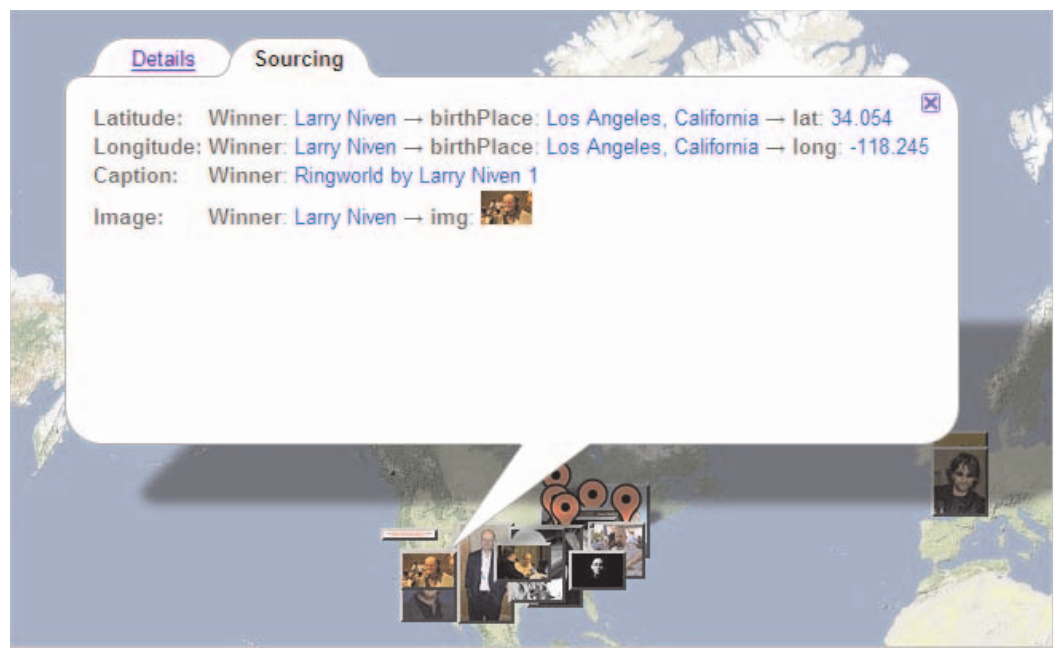 Details Sourcing
Latitude: Winner: Larry Niven → birthPlace: Los Angeles, California → lat: 34.054
Longitude: Winner: Larry Niven → birthPlace: Los Angeles, California → long: -118.245
Caption: Winner: Ringworld by Larry Niven 1
Image: Winner: Larry Niven → img: